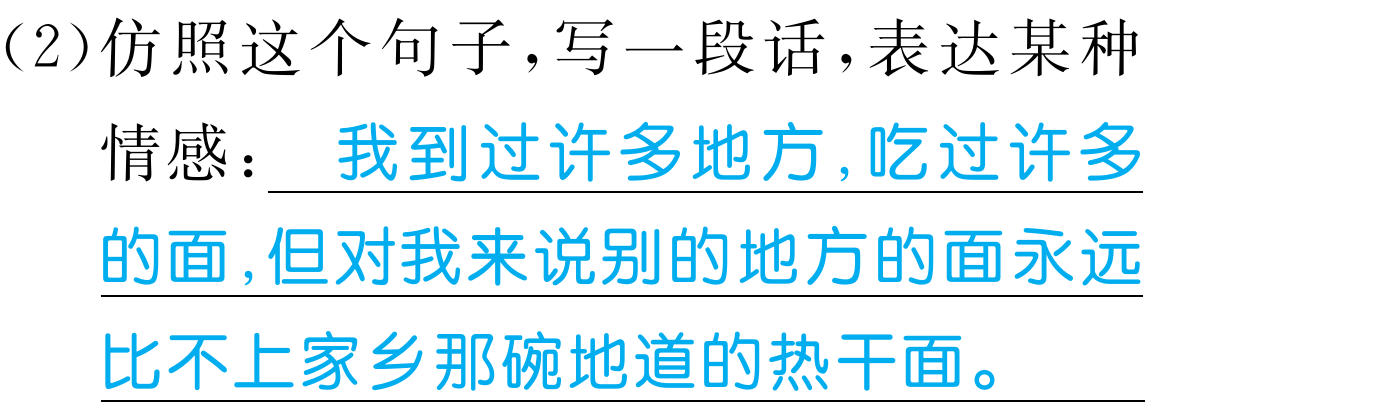 (2)仿照这个句子,写一段话,表达某种
情感: 我到过许多地方,吃过许多
的面,但对我来说别的地方的面永远
比不上家乡那碗地道的热干面。